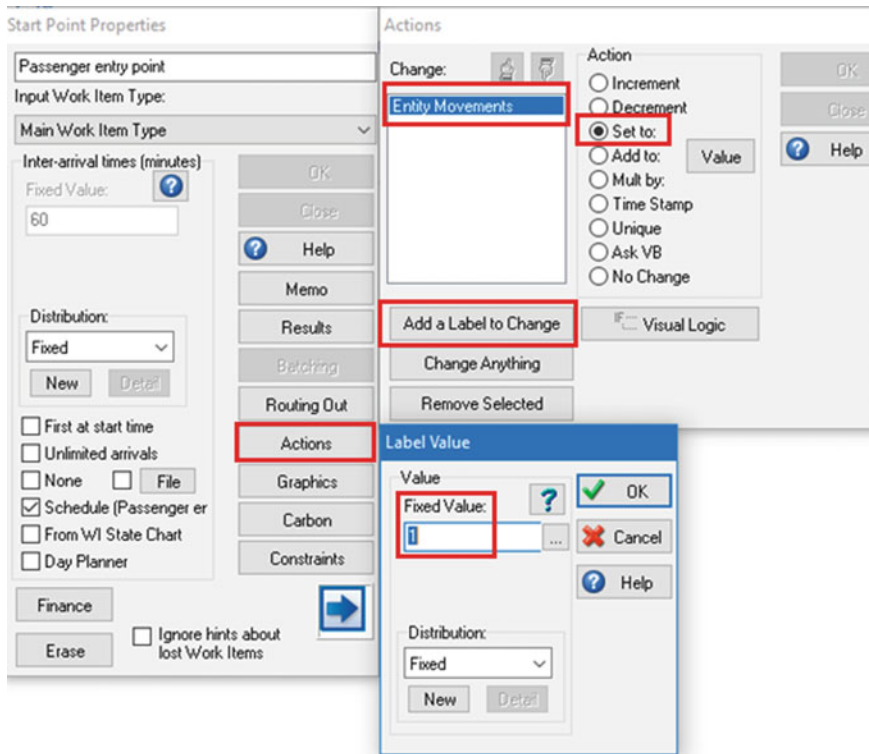 Start Point Properties
Passenger entry point
Input Work Item Type:
Main Work Item Type
Inter-arrival times (minutes)
Fixed Value:
60
Distribution:
Fixed
New
Detail
First at start time
Unlimited arrivals
None
File
Schedule (Passenger er
From WI State Chart
Day Planner
Finance
Erase
Ignore hints about
lost Work Items
OK
Close
Help
Memo
Results
Batching
Routing Out
Actions
Graphics
Carbon
Constraints
Actions
Change:
Entity Movements
Add a Label to Change
Change Anything
Remove Selected
Action
Increment
Decrement
Set to:
Add to:
Value
Mult by:
Time Stamp
Unique
Ask VB
No Change
IF
Visual Logic
OK
Close
Help
Label Value
Value
Fixed Value:
1
...
Distribution:
Fixed
New
Detail
OK
Cancel
Help